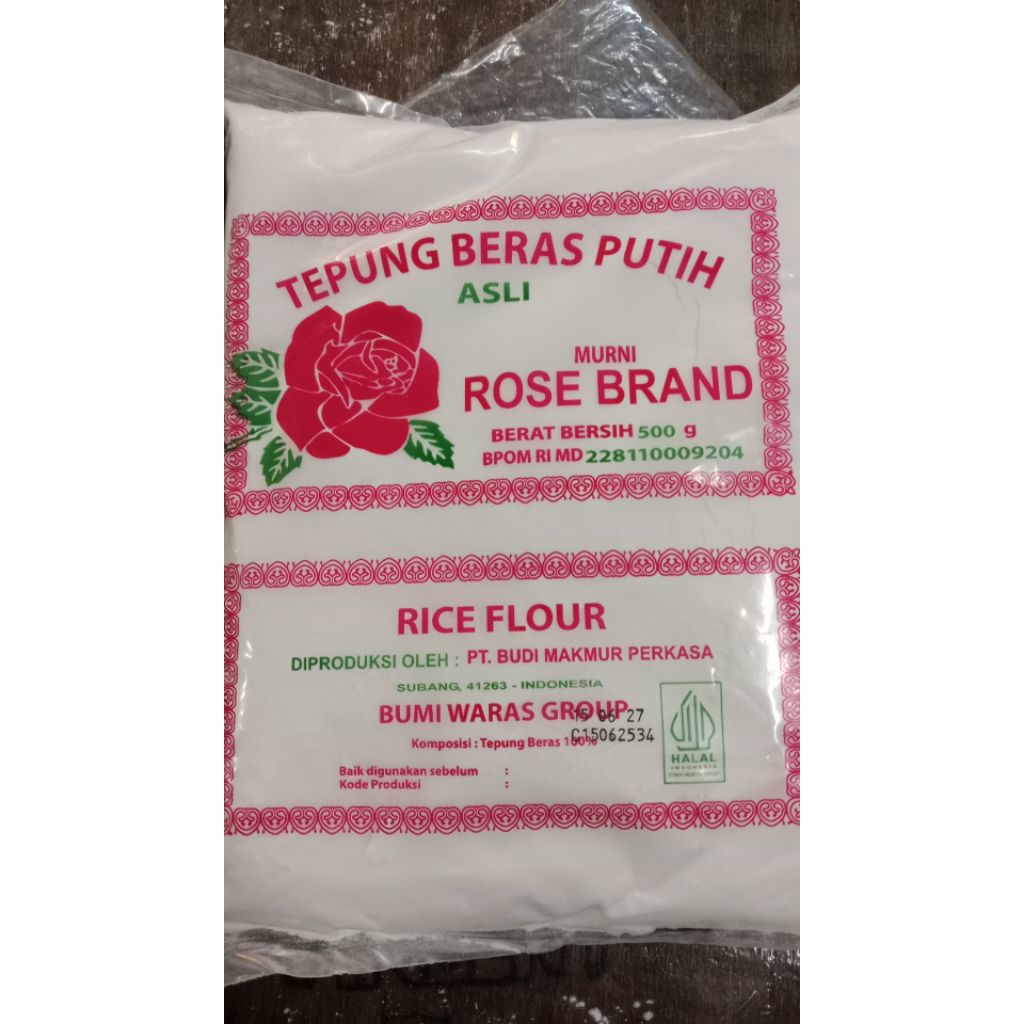 TEPUNG BERAS PUTIH
ASLI
MURNI
ROSE BRAND
BERAT BERSIH 500 g
BPOM RI MD 228110009204
RICE FLOUR
DIPRODUKSI OLEH : PT. BUDI MAKMUR PERKASA
SUBANG, 41263 - INDONESIA
BUMI WARAS GROUP
15 06 27
C15062534
Komposisi : Tepung Beras 100%
HALAL
INDONESIA
Baik digunakan sebelum :
Kode Produksi :